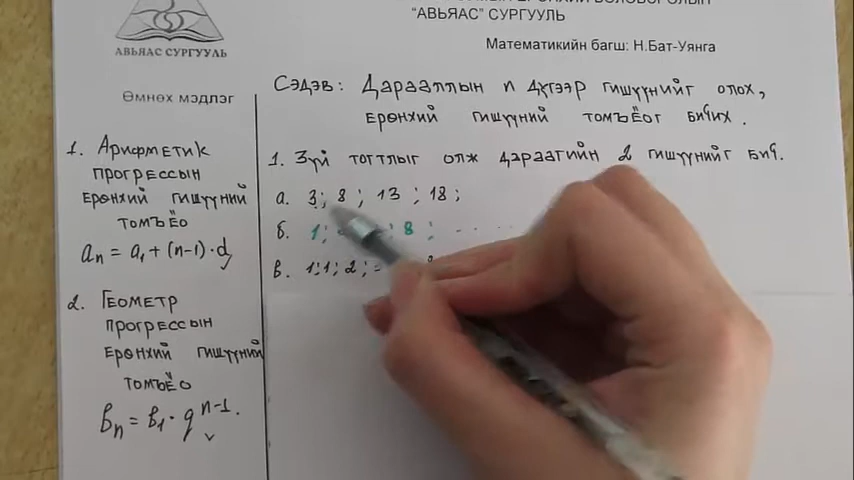 “АВЬЯАС” СУРГУУЛЬ
АВЬЯАС СУРГУУЛЬ
Математикийн багш: Н.Бат-Уянга
Өмнөх мэдлэг
1. Арифметик
прогрессын
ерөнхий гишүүний
томъёо
an = a1 + (n-1)·d
2. Геометр
прогрессын
ерөнхий гишүүний
томъёо
bn = b1 · q^n-1.
Сэдэв: Дарааллын n дүгээр гишүүнийг олох,
ерөнхий гишүүний томъёог бичих.
1. Зүй тогтлыг олж дараагийн 2 гишүүнийг бич.
а. 3; 8; 13; 18;
б. 1; 8;
в. 1; 1; 2;